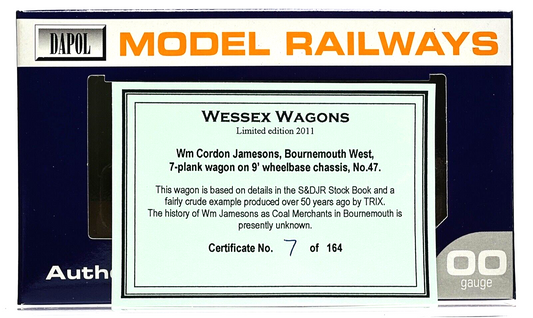 DAPOL MODEL RAILWAYS
WESSEX WAGONS
Limited edition 2011
Wm Cordon Jamesons, Bournemouth West,
7-plank wagon on 9' wheelbase chassis, No.47.
This wagon is based on details in the S&DJR Stock Book and a
fairly crude example produced over 50 years ago by TRIX.
The history of Wm Jamesons as Coal Merchants in Bournemouth is
presently unknown.
Certificate No. 7 of 164
Authe
OO
gauge